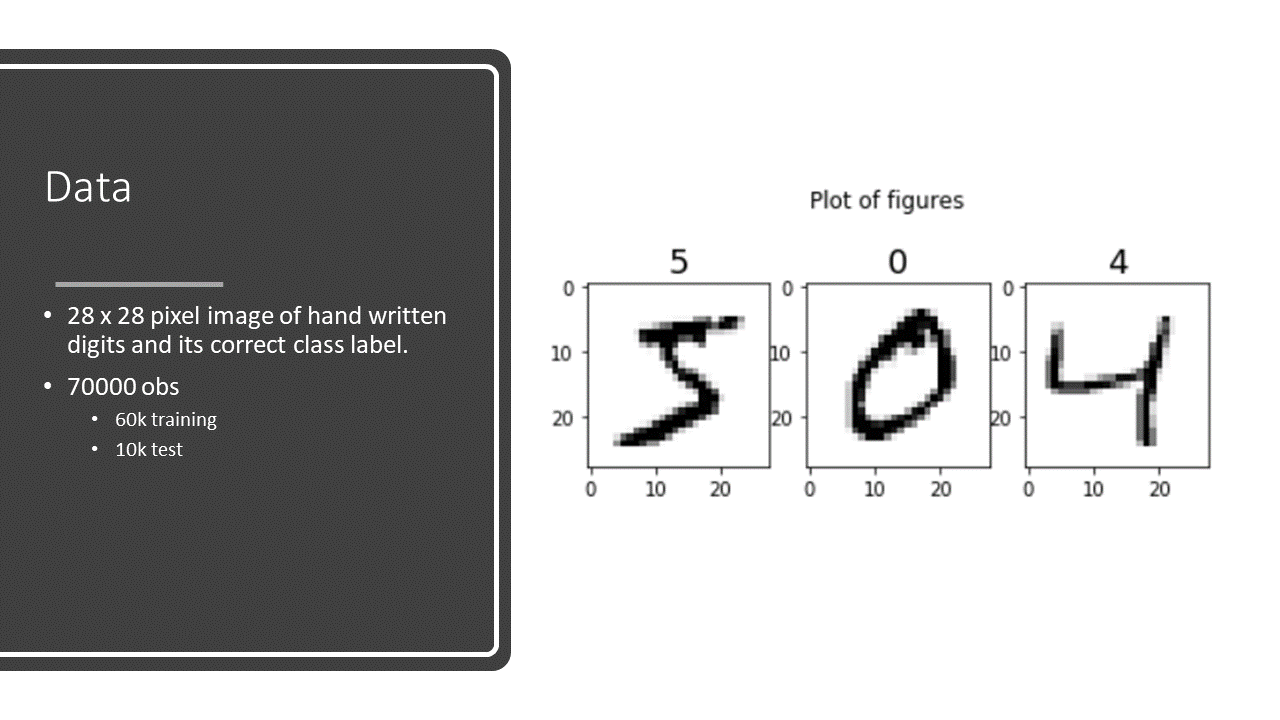 Data
• 28 x 28 pixel image of hand written
digits and its correct class label.
• 70000 obs
• 60k training
• 10k test
Plot of figures
5 0 4
0 0 0
10 10 10
20 20 20
0 10 20 0 10 20 0 10 20